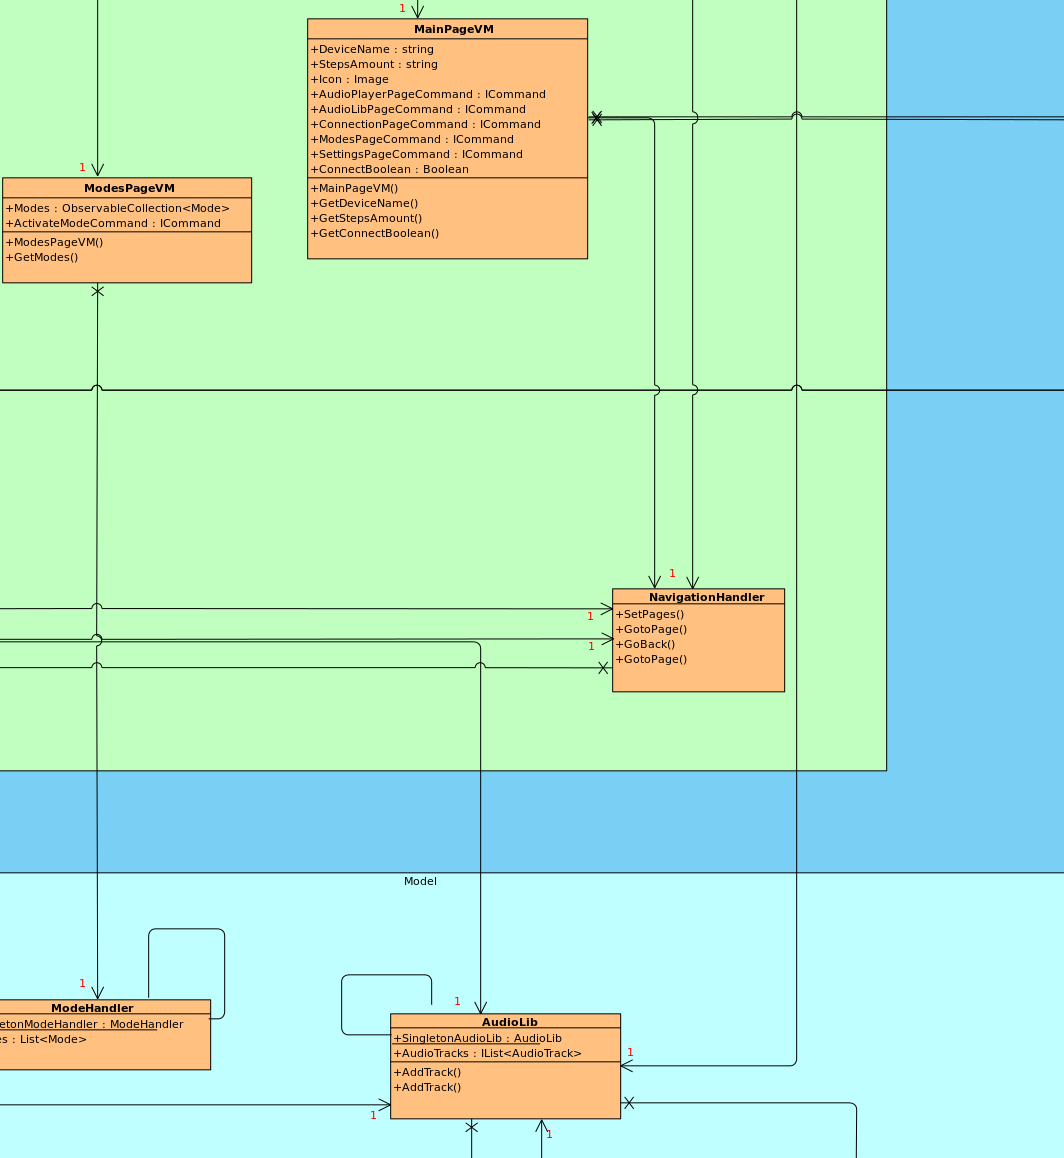 1
MainPageVM
+DeviceName : string
+StepsAmount : string
+Icon : Image
+AudioPlayerPageCommand : ICommand
+AudioLibPageCommand : ICommand
+ConnectionPageCommand : ICommand
+ModesPageCommand : ICommand
+SettingsPageCommand : ICommand
+ConnectBoolean : Boolean
+MainPageVM()
+GetDeviceName()
+GetStepsAmount()
+GetConnectBoolean()
1
ModesPageVM
+Modes : ObservableCollection<Mode>
+ActivateModeCommand : ICommand
+ModesPageVM()
+GetModes()
1
NavigationHandler
+SetPages()
+GotoPage()
+GoBack()
+GotoPage()
1
1
Model
1
ModeHandler
etonModeHandler : ModeHandler
es : List<Mode>
1
AudioLib
+SingletonAudioLib : AudioLib
+AudioTracks : IList<AudioTrack>
+AddTrack()
+AddTrack()
1
1
1